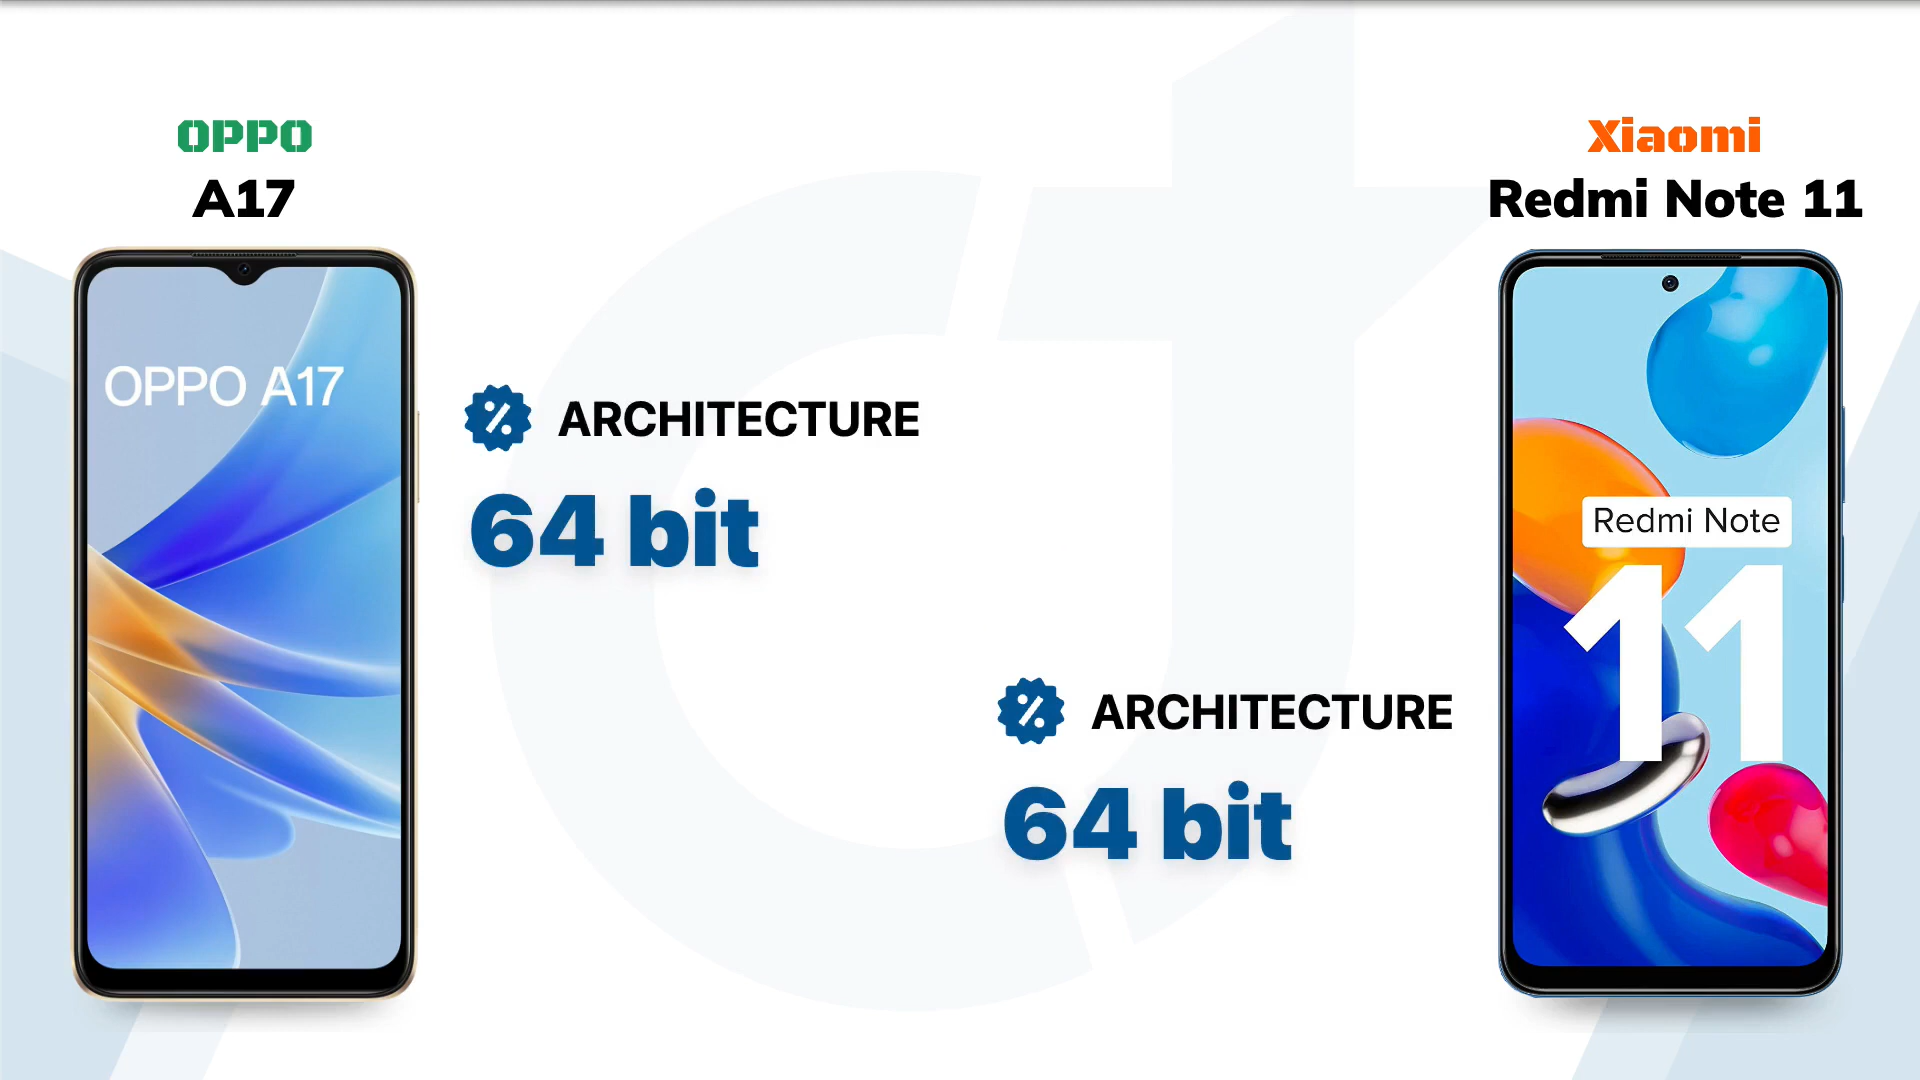 OPPO
A17
OPPO A17
ARCHITECTURE
64 bit
Xiaomi
Redmi Note 11
Redmi Note
11
ARCHITECTURE
64 bit